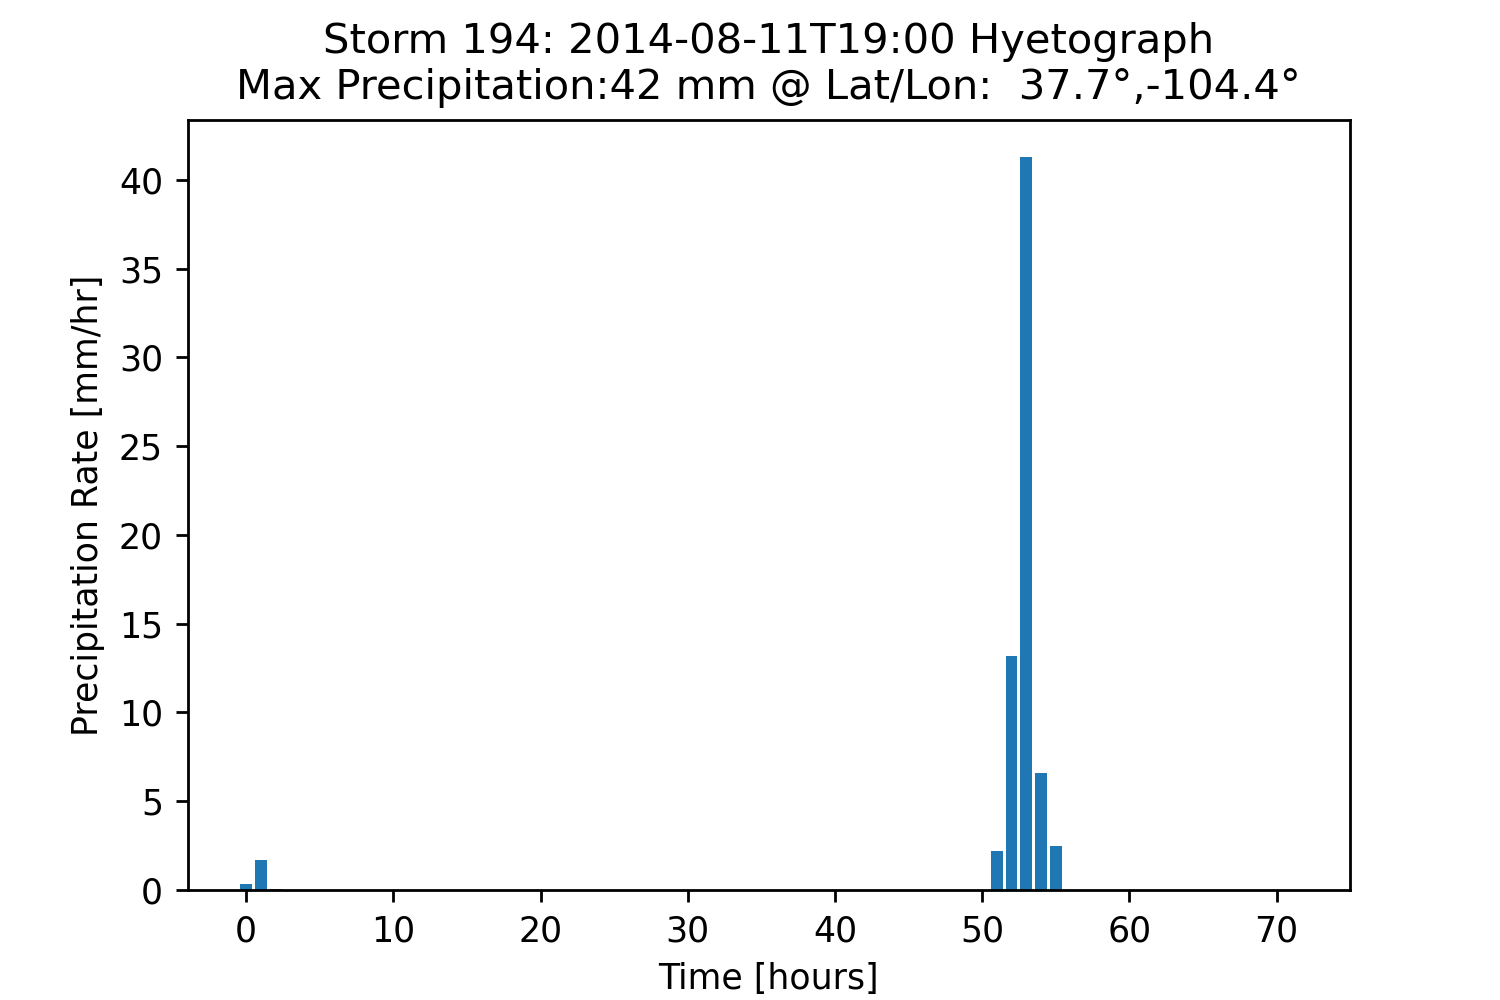 Storm 194: 2014-08-11T19:00 Hyetograph
Max Precipitation:42 mm @ Lat/Lon:  37.7°,-104.4°
Precipitation Rate [mm/hr]
40
35
30
25
20
15
10
5
0
0 10 20 30 40 50 60 70
Time [hours]